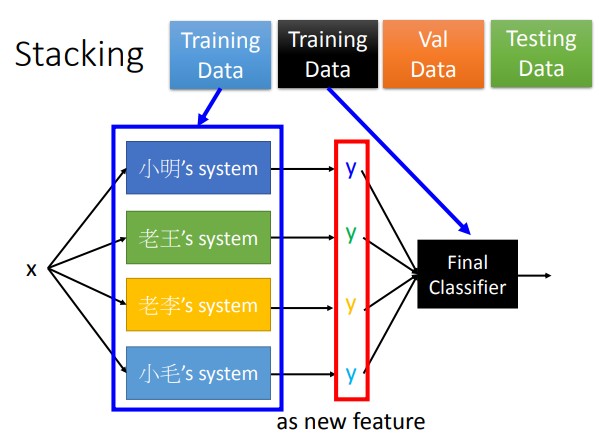 Stacking
Training
Data
Training
Data
Val
Data
Testing
Data
小明's system
y
老王's system
y
x
Final
Classifier
老李's system
y
小毛's system
y
as new feature